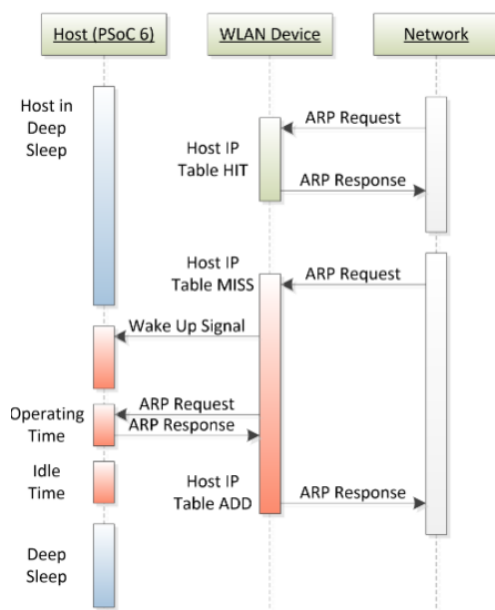 Host (PSoC 6)
WLAN Device
Network
Host in
Deep
Sleep
ARP Request
Host IP
Table HIT
ARP Response
Host IP
Table MISS
ARP Request
Wake Up Signal
ARP Request
Operating
Time
ARP Response
Idle
Time
Host IP
Table ADD
ARP Response
Deep
Sleep